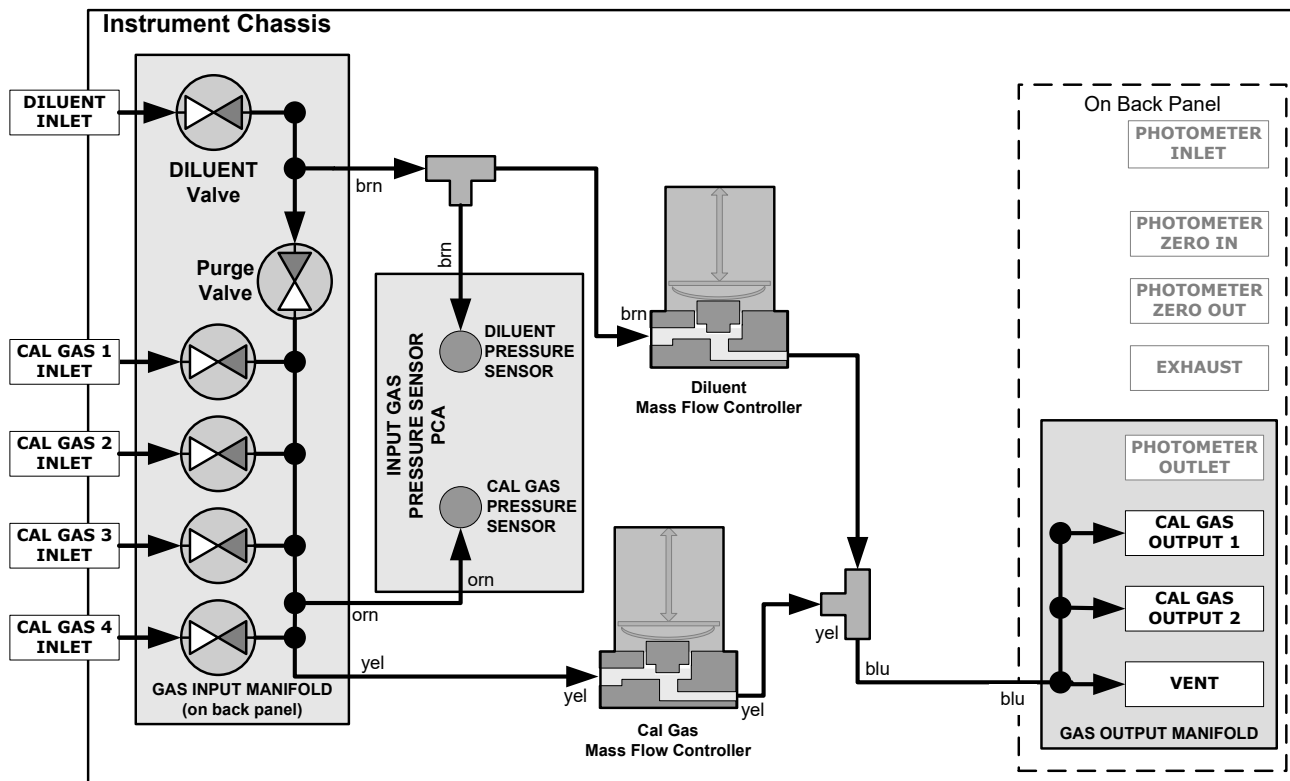 Instrument Chassis
DILUENT
INLET
DILUENT
Valve
Purge
Valve
CAL GAS 1
INLET
CAL GAS 2
INLET
CAL GAS 3
INLET
CAL GAS 4
INLET
GAS INPUT MANIFOLD
(on back panel)
brn
brn
INPUT GAS
PRESSURE SENSOR
PCA
DILUENT
PRESSURE
SENSOR
CAL GAS
PRESSURE
SENSOR
orn
orn
yel
brn
Diluent
Mass Flow Controller
yel
yel
Cal Gas
Mass Flow Controller
yel
blu
blu
On Back Panel
PHOTOMETER
INLET
PHOTOMETER
ZERO IN
PHOTOMETER
ZERO OUT
EXHAUST
PHOTOMETER
OUTLET
CAL GAS
OUTPUT 1
CAL GAS
OUTPUT 2
VENT
GAS OUTPUT MANIFOLD